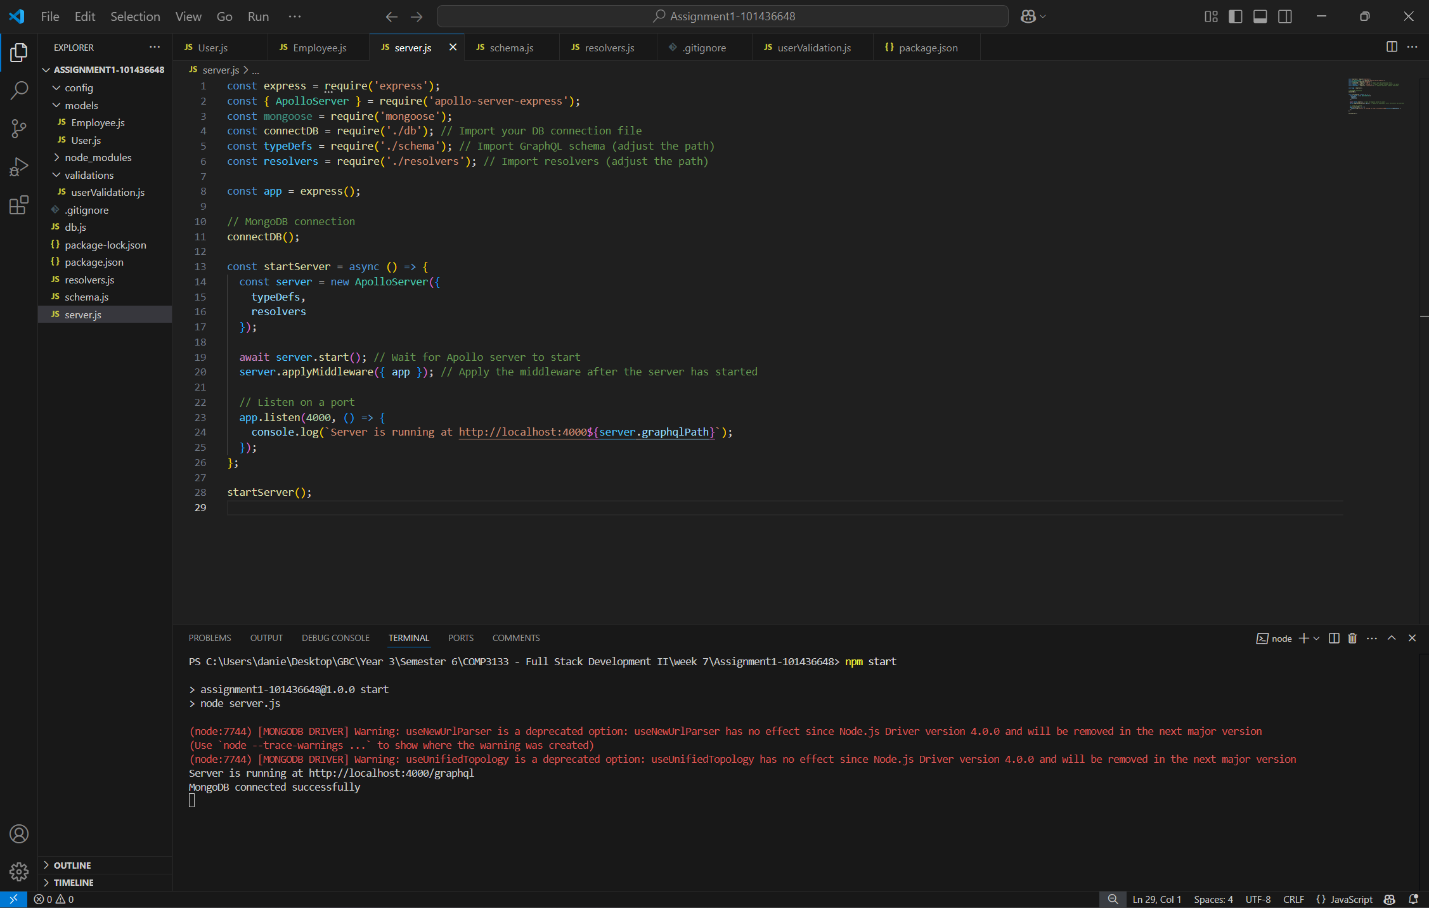 File Edit Selection View Go Run ··· Assignment1-101436648
EXPLORER ···
ASSIGNMENT1-101436648
config
models
JS Employee.js
JS User.js
node_modules
validations
JS userValidation.js
.gitignore
JS db.js
{} package-lock.json
{} package.json
JS resolvers.js
JS schema.js
JS server.js
OUTLINE
TIMELINE
JS User.js JS Employee.js JS server.js JS schema.js JS resolvers.js .gitignore JS userValidation.js {} package.json
JS server.js > ...
1 const express = require('express');
2 const { ApolloServer } = require('apollo-server-express');
3 const mongoose = require('mongoose');
4 const connectDB = require('./db'); // Import your DB connection file
5 const typeDefs = require('./schema'); // Import GraphQL schema (adjust the path)
6 const resolvers = require('./resolvers'); // Import resolvers (adjust the path)
7
8 const app = express();
9
10 // MongoDB connection
11 connectDB();
12
13 const startServer = async () => {
14 const server = new ApolloServer({
15 typeDefs,
16 resolvers
17 });
18
19 await server.start(); // Wait for Apollo server to start
20 server.applyMiddleware({ app }); // Apply the middleware after the server has started
21
22 // Listen on a port
23 app.listen(4000, () => {
24 console.log(`Server is running at http://localhost:4000${server.graphqlPath}`);
25 });
26 };
27
28 startServer();
29
PROBLEMS OUTPUT DEBUG CONSOLE TERMINAL PORTS COMMENTS node
PS C:\Users\danie\Desktop\GBC\Year 3\Semester 6\COMP3133 - Full Stack Development II\week 7\Assignment1-101436648> npm start
> assignment1-101436648@1.0.0 start
> node server.js
(node:7744) [MONGODB DRIVER] Warning: useNewUrlParser is a deprecated option: useNewUrlParser has no effect since Node.js Driver version 4.0.0 and will be removed in the next major version
(Use `node --trace-warnings ...` to show where the warning was created)
(node:7744) [MONGODB DRIVER] Warning: useUnifiedTopology is a deprecated option: useUnifiedTopology has no effect since Node.js Driver version 4.0.0 and will be removed in the next major version
Server is running at http://localhost:4000/graphql
MongoDB connected successfully
0 0 Ln 29, Col 1 Spaces: 4 UTF-8 CRLF {} JavaScript